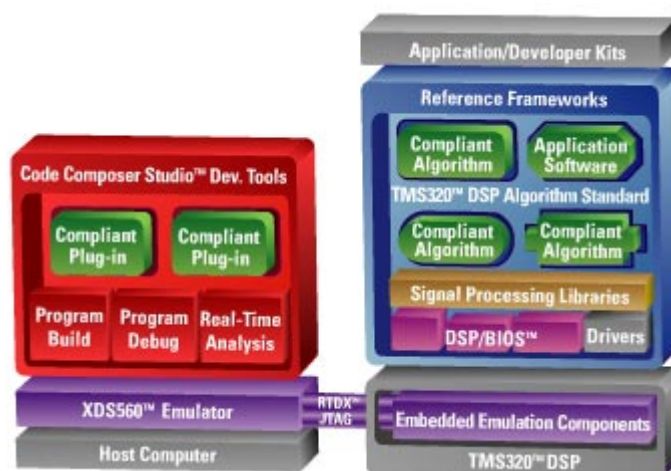 Application/Developer Kits
Reference Frameworks
Compliant
Algorithm
Application
Software
TMS320™ DSP Algorithm Standard
Compliant
Algorithm
Compliant
Algorithm
Signal Processing Libraries
DSP/BIOS™
Drivers
Code Composer Studio™ Dev. Tools
Compliant
Plug-in
Compliant
Plug-in
Program
Build
Program
Debug
Real-Time
Analysis
XDS560™ Emulator
RTDX™
JTAG
Embedded Emulation Components
Host Computer
TMS320™ DSP